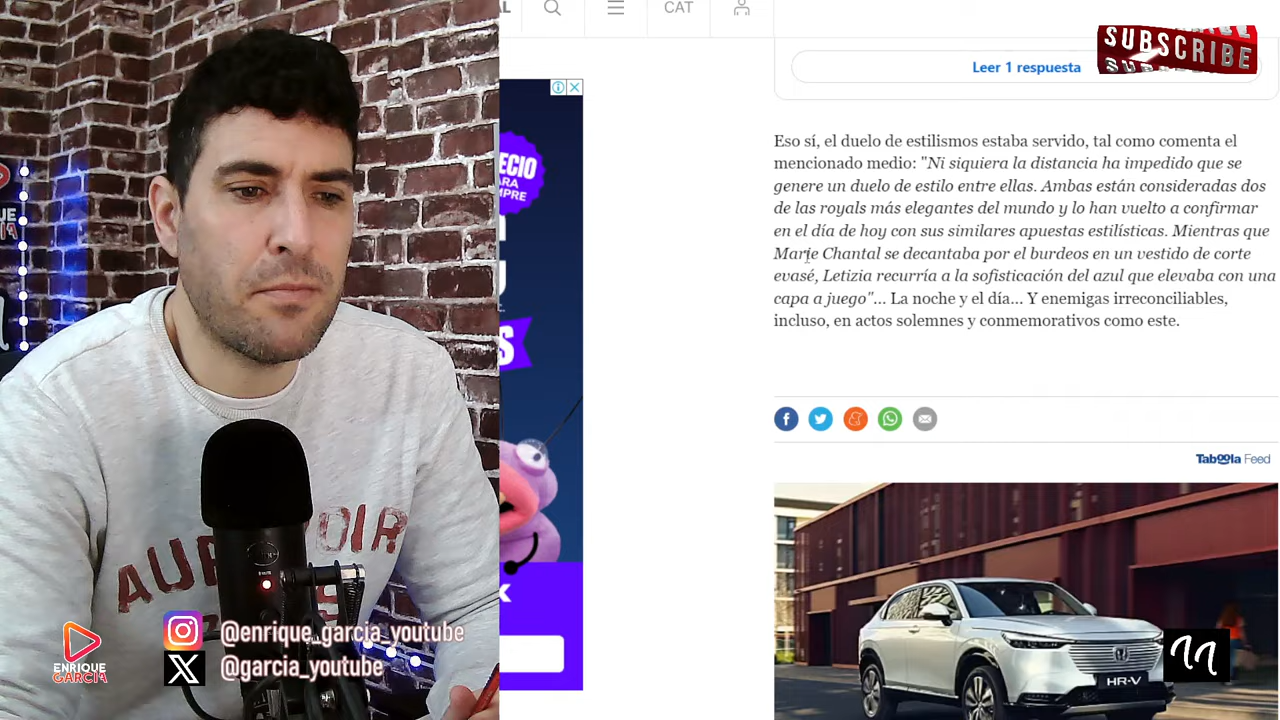 CAT
SUBSCRIBE
Leer 1 respuesta
Eso sí, el duelo de estilismos estaba servido, tal como comenta el
mencionado medio: "Ni siquiera la distancia ha impedido que se
genere un duelo de estilo entre ellas. Ambas están consideradas dos
de las royals más elegantes del mundo y lo han vuelto a confirmar
en el día de hoy con sus similares apuestas estilísticas. Mientras que
Marie Chantal se decantaba por el burdeos en un vestido de corte
evasé, Letizia recurría a la sofisticación del azul que elevaba con una
capa a juego"... La noche y el día... Y enemigas irreconciliables,
incluso, en actos solemnes y conmemorativos como este.
Taboola Feed
HR-V
@enrique_garcia_youtube
@garcia_youtube
ENRIQUE
GARCIA